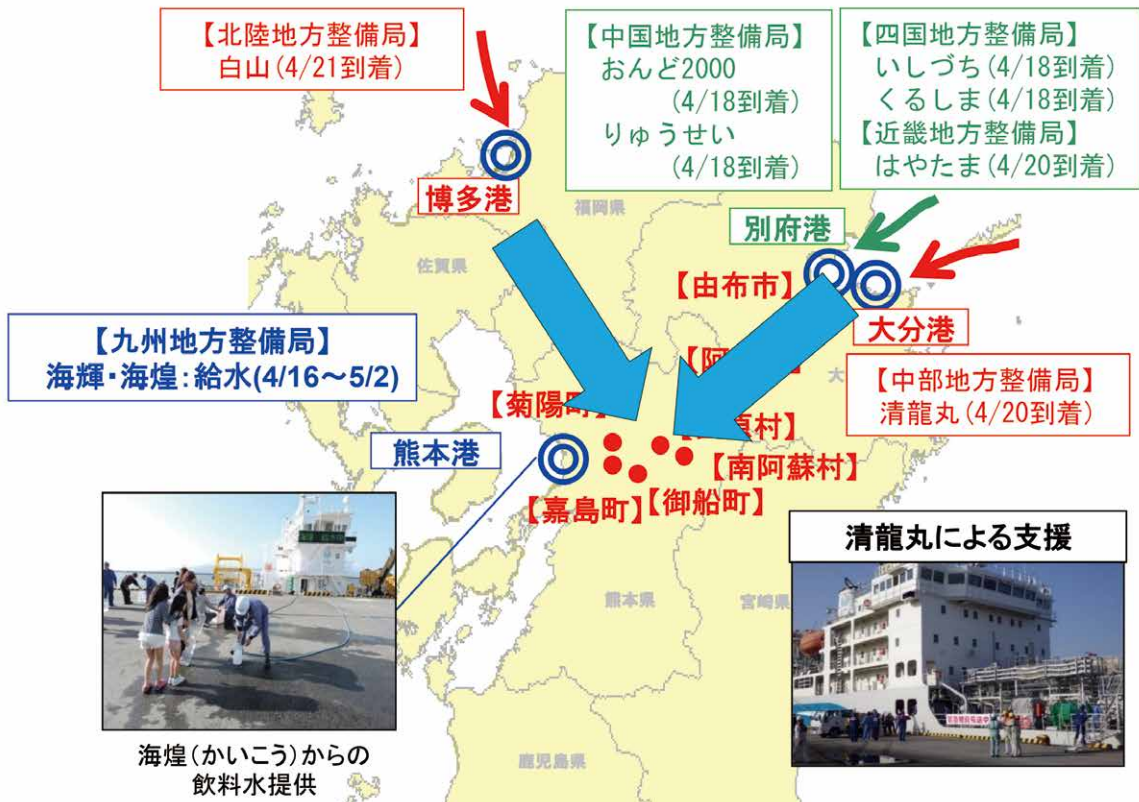 【北陸地方整備局】
白山(4/21到着)
【中国地方整備局】
おんど2000
(4/18到着)
りゅうせい
(4/18到着)
【四国地方整備局】
いしづち(4/18到着)
くるしま(4/18到着)
【近畿地方整備局】
はやたま(4/20到着)
博多港
福岡県
別府港
佐賀県
【由布市】
大分港
【九州地方整備局】
海輝・海煌:給水(4/16～5/2)
【阿
大
【中部地方整備局】
清龍丸(4/20到着)
【菊陽町】
原村】
熊本港
【南阿蘇村】
【嘉島町】
【御船町】
清龍丸による支援
熊本県
宮崎県
海煌(かいこう)からの
飲料水提供
鹿児島県